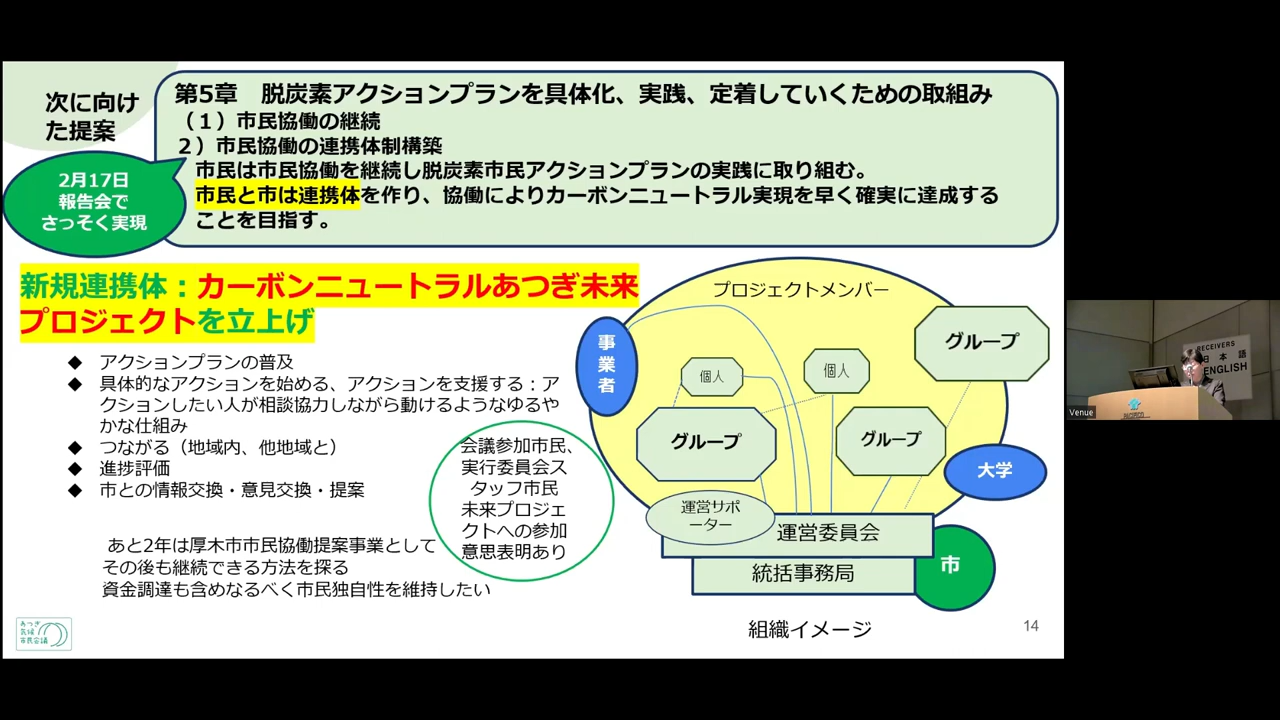 次に向け
た提案
第5章　脱炭素アクションプランを具体化、実践、定着していくための取組み
（１）市民協働の継続
２）市民協働の連携体制構築
市民は市民協働を継続し脱炭素市民アクションプランの実践に取り組む。
市民と市は連携体を作り、協働によりカーボンニュートラル実現を早く確実に達成する
ことを目指す。
2月17日
報告会で
さっそく実現
新規連携体：カーボンニュートラルあつぎ未来
プロジェクトを立上げ
◆ アクションプランの普及
◆ 具体的なアクションを始める、アクションを支援する：ア
クションしたい人が相談協力しながら動けるようなゆるや
かな仕組み
◆ つながる（地域内、他地域と）
◆ 進捗評価
◆ 市との情報交換・意見交換・提案
会議参加市民、
実行委員会ス
タッフ市民
未来プロジェ
クトへの参加
意思表明あり
あと2年は厚木市市民協働提案事業として
その後も継続できる方法を探る
資金調達も含めなるべく市民独自性を維持したい
プロジェクトメンバー
事
業
者
個人
個人
グループ
グループ
グループ
大学
運営サポ
ーター
運営委員会
統括事務局
市
組織イメージ
14
あつぎ
気候
市民会議
RECEIVERS
日 本 語
ENGLISH
Venue
PACIFICO